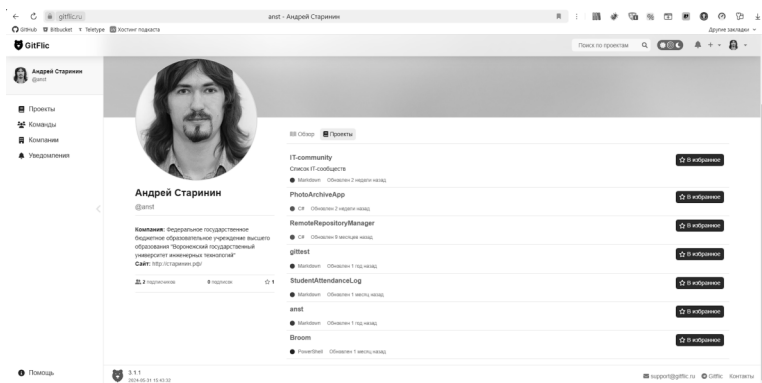 gitflic.ru
anst - Андрей Старинин
GitHub
Bitbucket
Teletype
Хостинг подкаста
Другие закладки
GitFlic
Поиск по проектам
Андрей Старинин
@amit
Проекты
Команды
Компании
Уведомления
Обзор
Проекты
IT-community
Список IT-сообществ
Markdown Обновлен 2 недели назад
В избранное
PhotoArchiveApp
C# Обновлен 2 недели назад
В избранное
RemoteRepositoryManager
C# Обновлен 9 месяцев назад
В избранное
gittest
Markdown Обновлен 1 год назад
В избранное
StudentAttendanceLog
Markdown Обновлен 1 месяц назад
В избранное
anst
Markdown Обновлен 1 год назад
В избранное
Broom
PowerShell Обновлен 1 месяц назад
В избранное
Андрей Старинин
@amit
Компания: Федеральное государственное
бюджетное образовательное учреждение высшего
образования "Воронежский государственный
университет инженерных технологий"
Сайт: http://старинин.рф/
2 подписчиков
0 подписок
1
Помощь
3.1.1
2024-05-31 15:43:32
support@gitflic.ru
Gitflic
Контакты